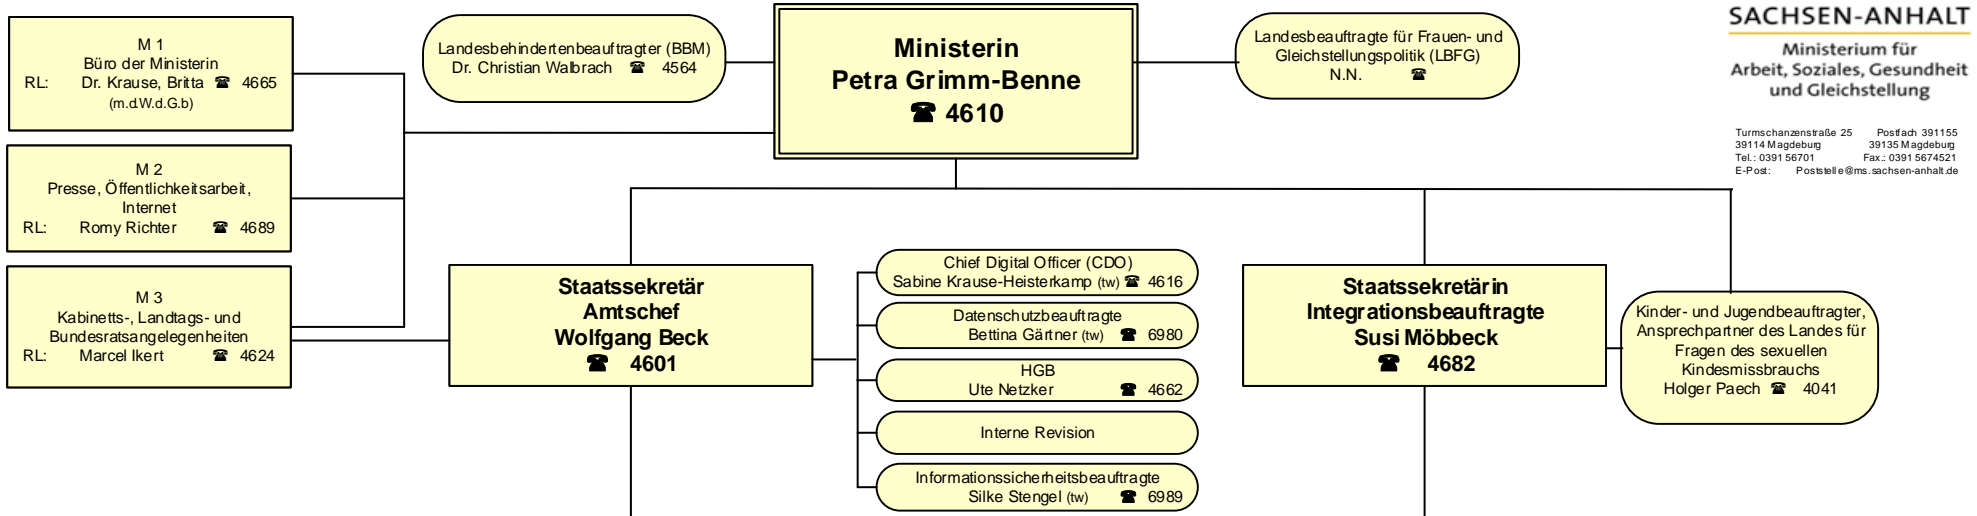 M 1
Büro der Ministerin
RL: Dr. Krause, Britta ☎ 4665
(m.d.W.d.G.b)
M 2
Presse, Öffentlichkeitsarbeit,
Internet
RL: Romy Richter ☎ 4689
M 3
Kabinetts-, Landtags- und
Bundesratsangelegenheiten
RL: Marcel Ikert ☎ 4624
Landesbehindertenbeauftragter (BBM)
Dr. Christian Walbrach ☎ 4564
Ministerin
Petra Grimm-Benne
☎ 4610
Landesbeauftragte für Frauen- und
Gleichstellungspolitik (LBFG)
N.N. ☎
SACHSEN-ANHALT
Ministerium für
Arbeit, Soziales, Gesundheit
und Gleichstellung
Turmschanzenstraße 25 Postfach 391155
39114 Magdeburg 39135 Magdeburg
Tel.: 0391 56701 Fax.: 0391 5674521
E-Post: Poststelle@ms.sachsen-anhalt.de
Staatssekretär
Amtschef
Wolfgang Beck
☎ 4601
Chief Digital Officer (CDO)
Sabine Krause-Heisterkamp (tw) ☎ 4616
Datenschutzbeauftragte
Bettina Gärtner (tw) ☎ 6980
HGB
Ute Netzker ☎ 4662
Interne Revision
Informationssicherheitsbeauftragte
Silke Stengel (tw) ☎ 6989
Staatssekretärin
Integrationsbeauftragte
Susi Möbbeck
☎ 4682
Kinder- und Jugendbeauftragter,
Ansprechpartner des Landes für
Fragen des sexuellen
Kindesmissbrauchs
Holger Paech ☎ 4041